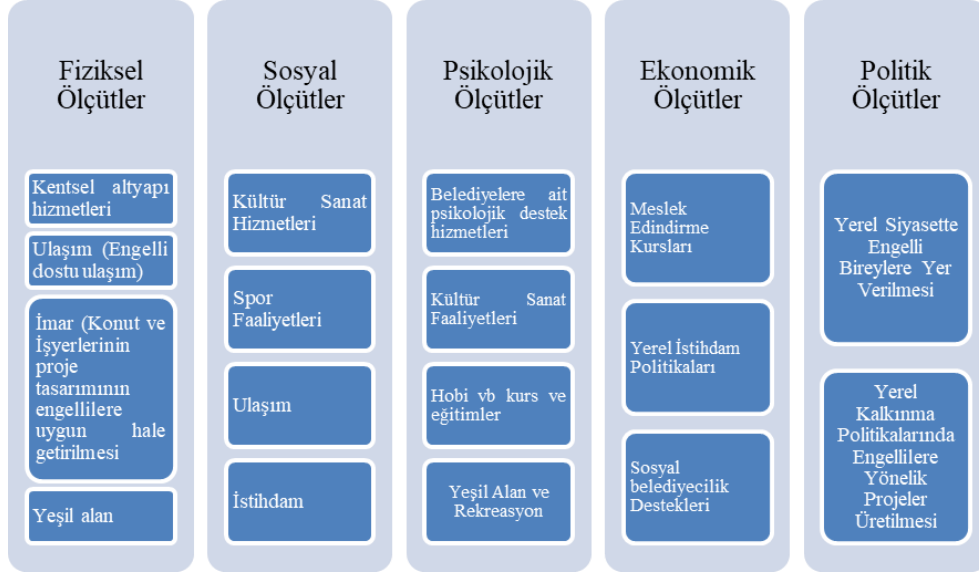 Fiziksel
Ölçütler
Kentsel altyapı
hizmetleri
Ulaşım (Engelli
dostu ulaşım)
İmar (Konut ve
İşyerlerinin
proje
tasarımının
engellilere
uygun hale
getirilmesi
Yeşil alan
Sosyal
Ölçütler
Kültür Sanat
Hizmetleri
Spor
Faaliyetleri
Ulaşım
İstihdam
Psikolojik
Ölçütler
Belediyelere ait
psikolojik destek
hizmetleri
Kültür Sanat
Faaliyetleri
Hobi vb kurs ve
eğitimler
Yeşil Alan ve
Rekreasyon
Ekonomik
Ölçütler
Meslek
Edindirme
Kursları
Yerel İstihdam
Politikaları
Sosyal
belediyecilik
Destekleri
Politik
Ölçütler
Yerel Siyasette
Engelli
Bireylere Yer
Verilmesi
Yerel
Kalkınma
Politikalarında
Engellilere
Yönelik
Projeler
Üretilmesi